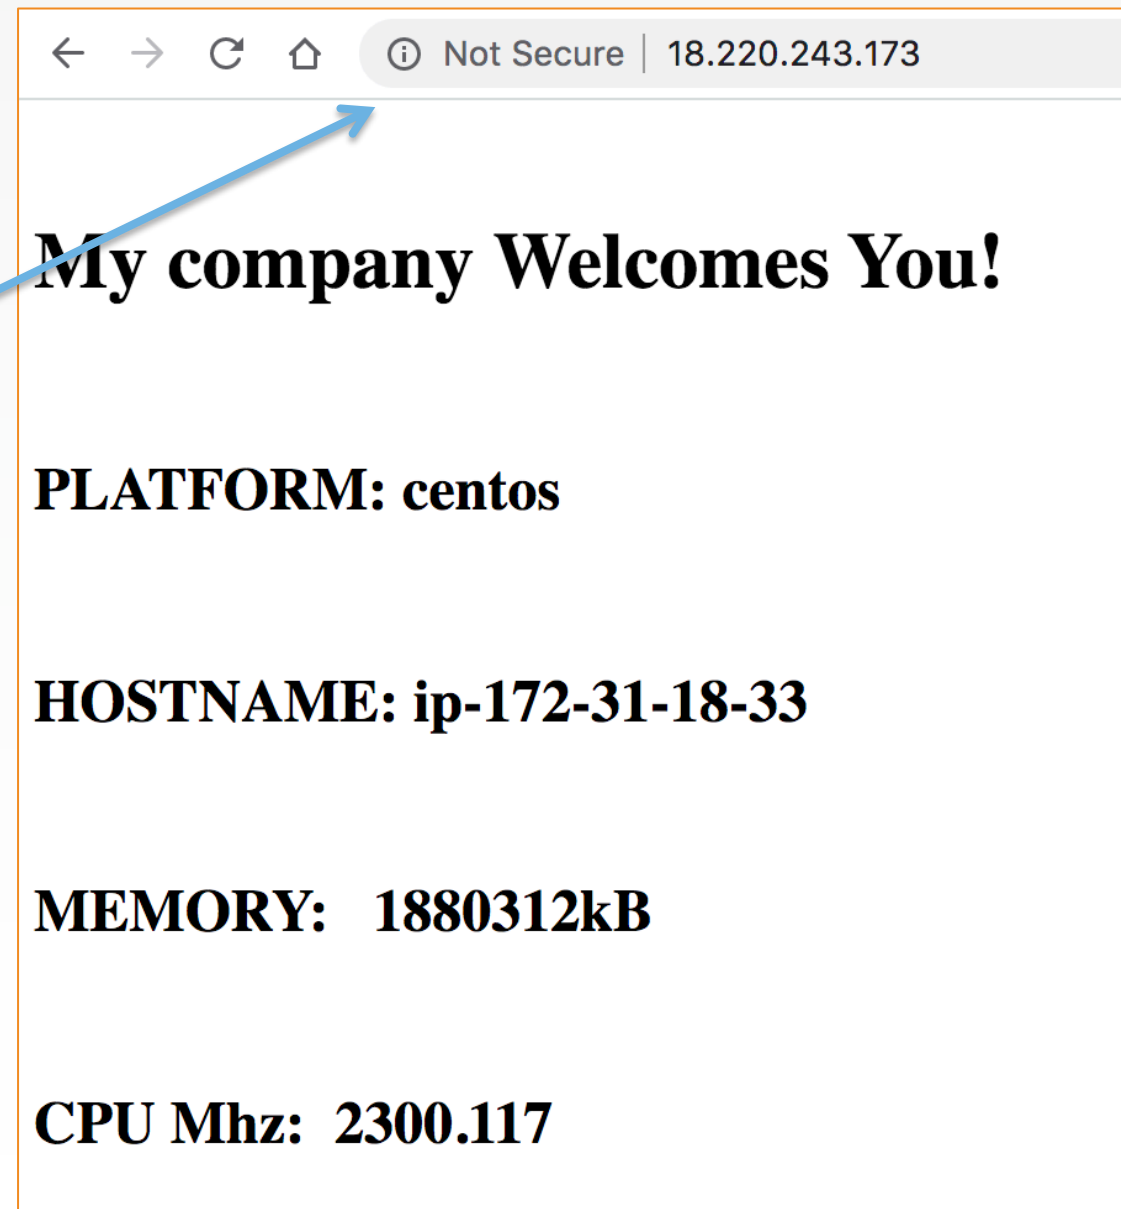 Not Secure | 18.220.243.173
My company Welcomes You!
PLATFORM: centos
HOSTNAME: ip-172-31-18-33
MEMORY: 1880312kB
CPU Mhz: 2300.117